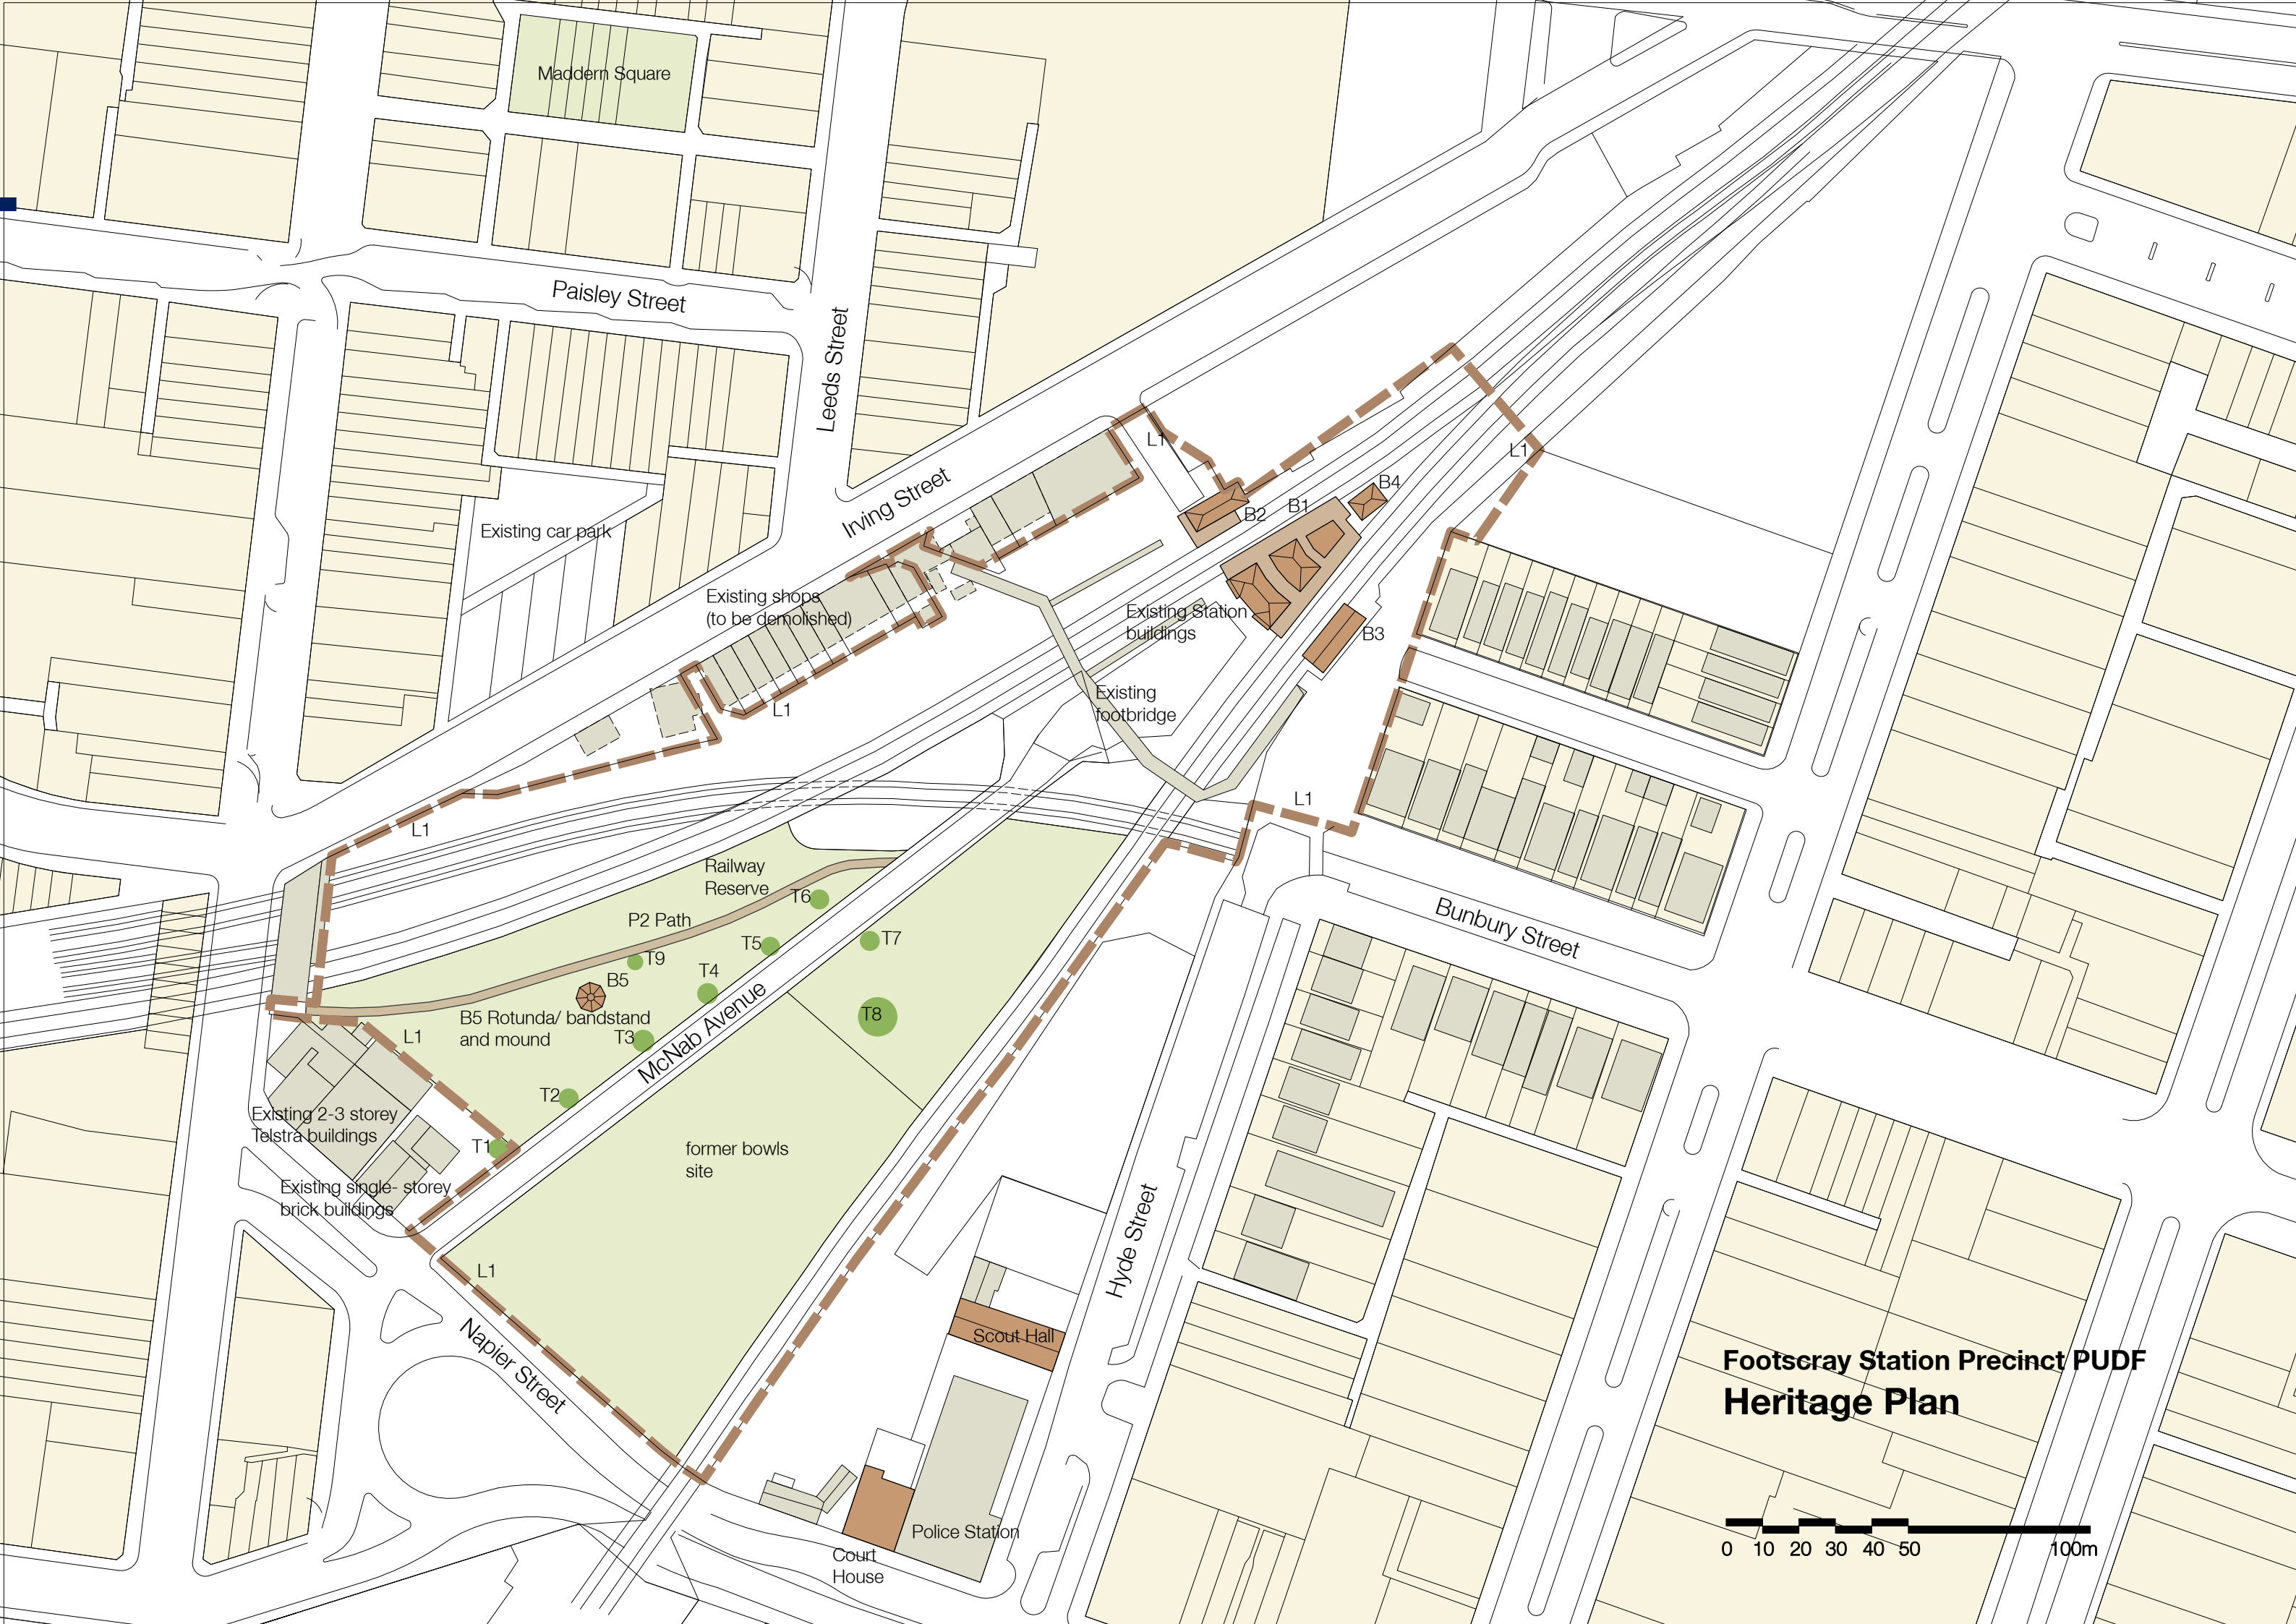 Maddern Square
Paisley Street
Leeds Street
Irving Street
Existing car park
Existing shops
(to be demolished)
L1
L1
B4
B1
B2
Existing Station
buildings
B3
Existing
footbridge
L1
L1
L1
Railway
Reserve
T6
P2 Path
T5
T7
T9
T4
B5
T8
B5 Rotunda/ bandstand
and mound
T3
L1
McNab Avenue
T2
T1
Existing 2-3 storey
Telstra buildings
Existing single- storey
brick buildings
former bowls
site
L1
Napier Street
Bunbury Street
Hyde Street
Scout Hall
Police Station
Court
House
Footscray Station Precinct PUDF
Heritage Plan
0 10 20 30 40 50 100m